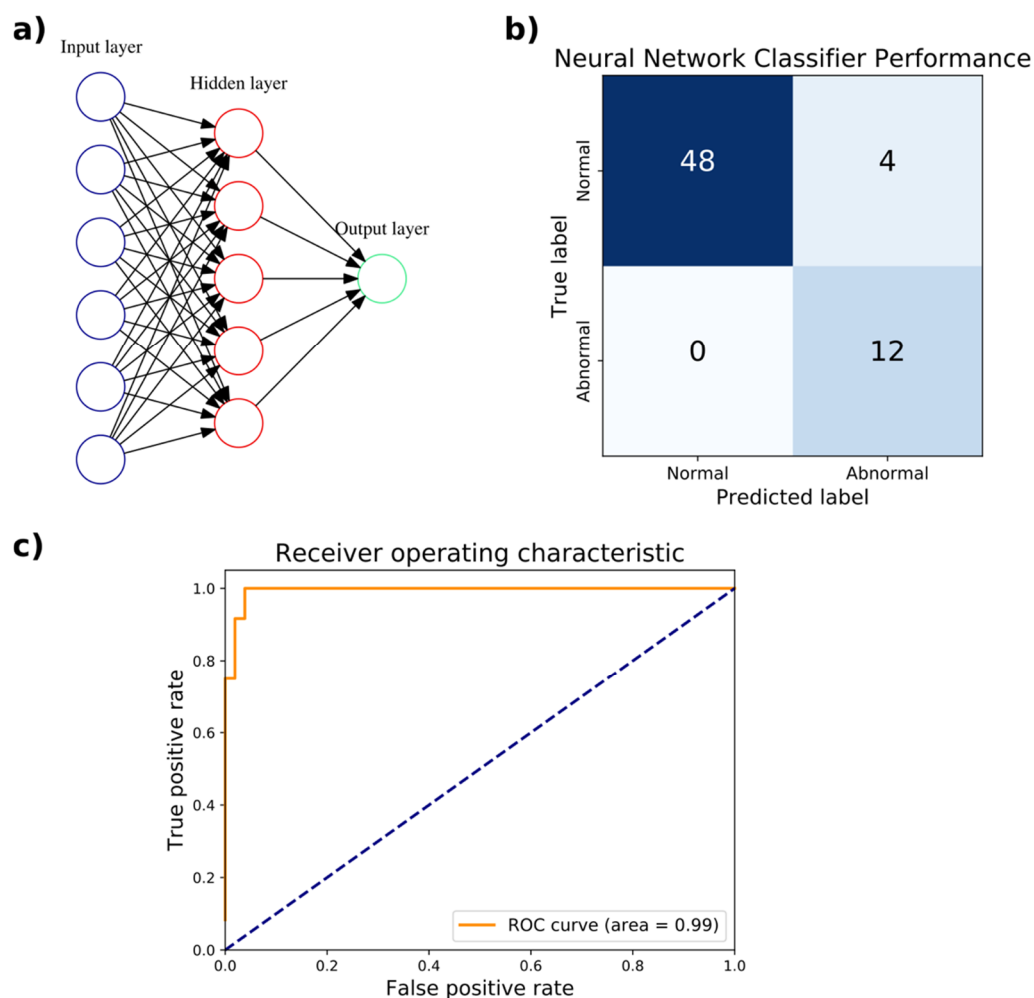 a)
Input layer
Hidden layer
Output layer
b)
Neural Network Classifier Performance
True label
Normal
Abnormal
48
4
0
12
Normal
Abnormal
Predicted label
c)
Receiver operating characteristic
True positive rate
1.0
0.8
0.6
0.4
0.2
0.0
ROC curve (area = 0.99)
0.0
0.2
0.4
0.6
0.8
1.0
False positive rate